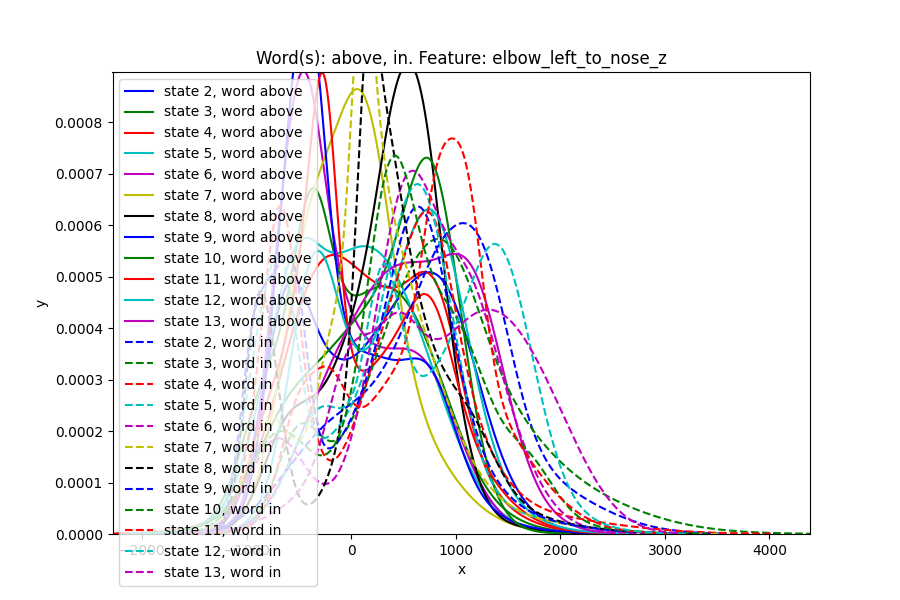 Word(s): above, in. Feature: elbow_left_to_nose_z
y
0.0008
0.0007
0.0006
0.0005
0.0004
0.0003
0.0002
0.0001
0.0000
state 2, word above
state 3, word above
state 4, word above
state 5, word above
state 6, word above
state 7, word above
state 8, word above
state 9, word above
state 10, word above
state 11, word above
state 12, word above
state 13, word above
state 2, word in
state 3, word in
state 4, word in
state 5, word in
state 6, word in
state 7, word in
state 8, word in
state 9, word in
state 10, word in
state 11, word in
state 12, word in
state 13, word in
−2000 −1000 0 1000 2000 3000 4000
x